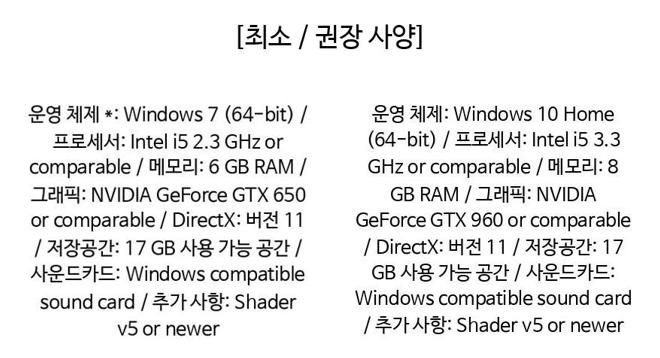 [최소 / 권장 사양]
운영 체제 *: Windows 7 (64-bit) /
프로세서: Intel i5 2.3 GHz or
comparable / 메모리: 6 GB RAM /
그래픽: NVIDIA GeForce GTX 650
or comparable / DirectX: 버전 11
/ 저장공간: 17 GB 사용 가능 공간 /
사운드카드: Windows compatible
sound card / 추가 사항: Shader
v5 or newer
운영 체제: Windows 10 Home
(64-bit) / 프로세서: Intel i5 3.3
GHz or comparable / 메모리: 8
GB RAM / 그래픽: NVIDIA
GeForce GTX 960 or comparable
/ DirectX: 버전 11 / 저장공간: 17
GB 사용 가능 공간 / 사운드카드:
Windows compatible sound card
/ 추가 사항: Shader v5 or newer